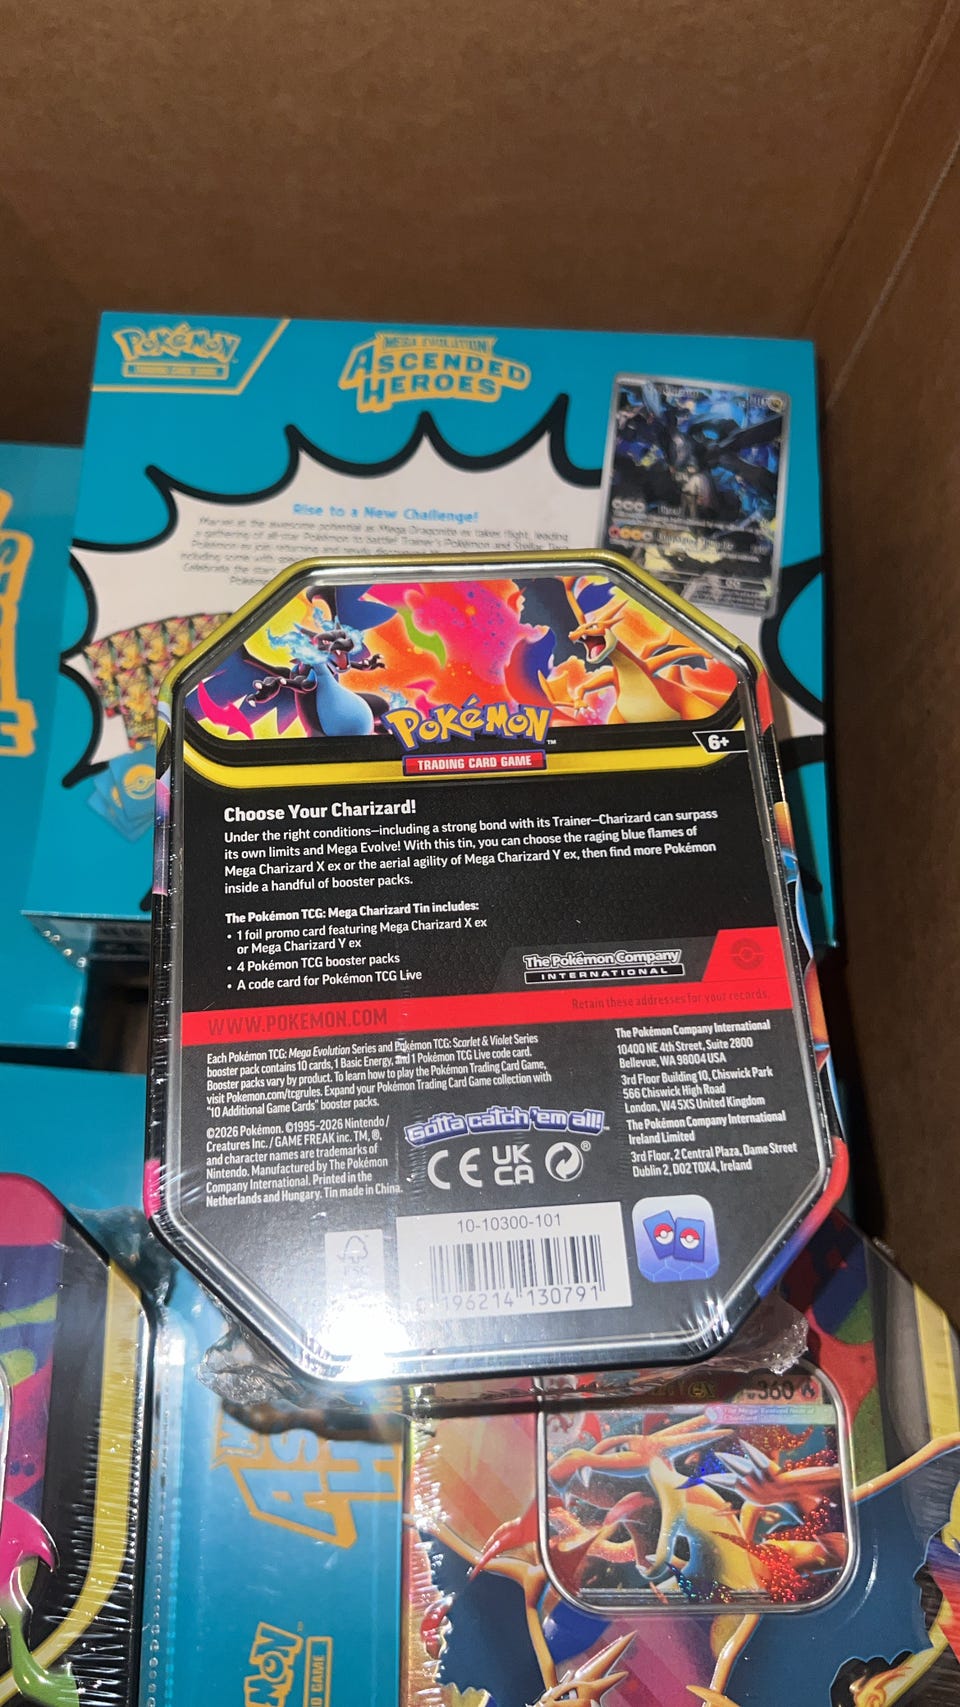 POKéMON
TRADING CARD GAME
MEGA EVOLUTION
ASCENDED
HEROES
Rise to a New Challenge!
Pokémon
POKéMON™
TRADING CARD GAME
6+
Choose Your Charizard!
Under the right conditions—including a strong bond with its Trainer—Charizard can surpass
its own limits and Mega Evolve! With this tin, you can choose the raging blue flames of
Mega Charizard X ex or the aerial agility of Mega Charizard Y ex, then find more Pokémon
inside a handful of booster packs.
The Pokémon TCG: Mega Charizard Tin includes:
• 1 foil promo card featuring Mega Charizard X ex
or Mega Charizard Y ex
• 4 Pokémon TCG booster packs
• A code card for Pokémon TCG Live
The Pokémon Company
INTERNATIONAL
Retain these addresses for your records.
WWW.POKEMON.COM
Each Pokémon TCG: Mega Evolution Series and Pokémon TCG: Scarlet & Violet Series
booster pack contains 10 cards, 1 Basic Energy, and 1 Pokémon TCG Live code card.
Booster packs vary by product. To learn how to play the Pokémon Trading Card Game,
visit Pokemon.com/tcgrules. Expand your Pokémon Trading Card Game collection with
"10 Additional Game Cards" booster packs.
©2026 Pokémon. ©1995–2026 Nintendo /
Creatures Inc. / GAME FREAK inc. TM, ®,
and character names are trademarks of
Nintendo. Manufactured by The Pokémon
Company International. Printed in the
Netherlands and Hungary. Tin made in China.
The Pokémon Company International
10400 NE 4th Street, Suite 2800
Bellevue, WA 98004 USA
3rd Floor Building 10, Chiswick Park
566 Chiswick High Road
London, W4 5XS United Kingdom
The Pokémon Company International
Ireland Limited
3rd Floor, 2 Central Plaza, Dame Street
Dublin 2, D02 T0X4, Ireland
Gotta catch 'em all!™
CE
UK
CA
®
FSC
10-10300-101
196214 130791
ex
360
MON
GAME